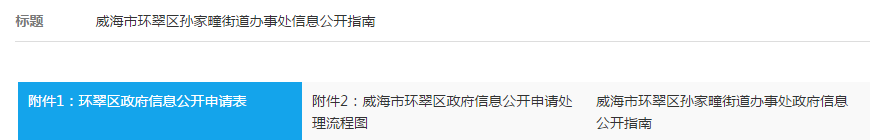 标题 威海市环翠区孙家疃街道办事处信息公开指南
附件1：环翠区政府信息公开申请表
附件2：威海市环翠区政府信息公开申请处
理流程图
威海市环翠区孙家疃街道办事处政府信息
公开指南